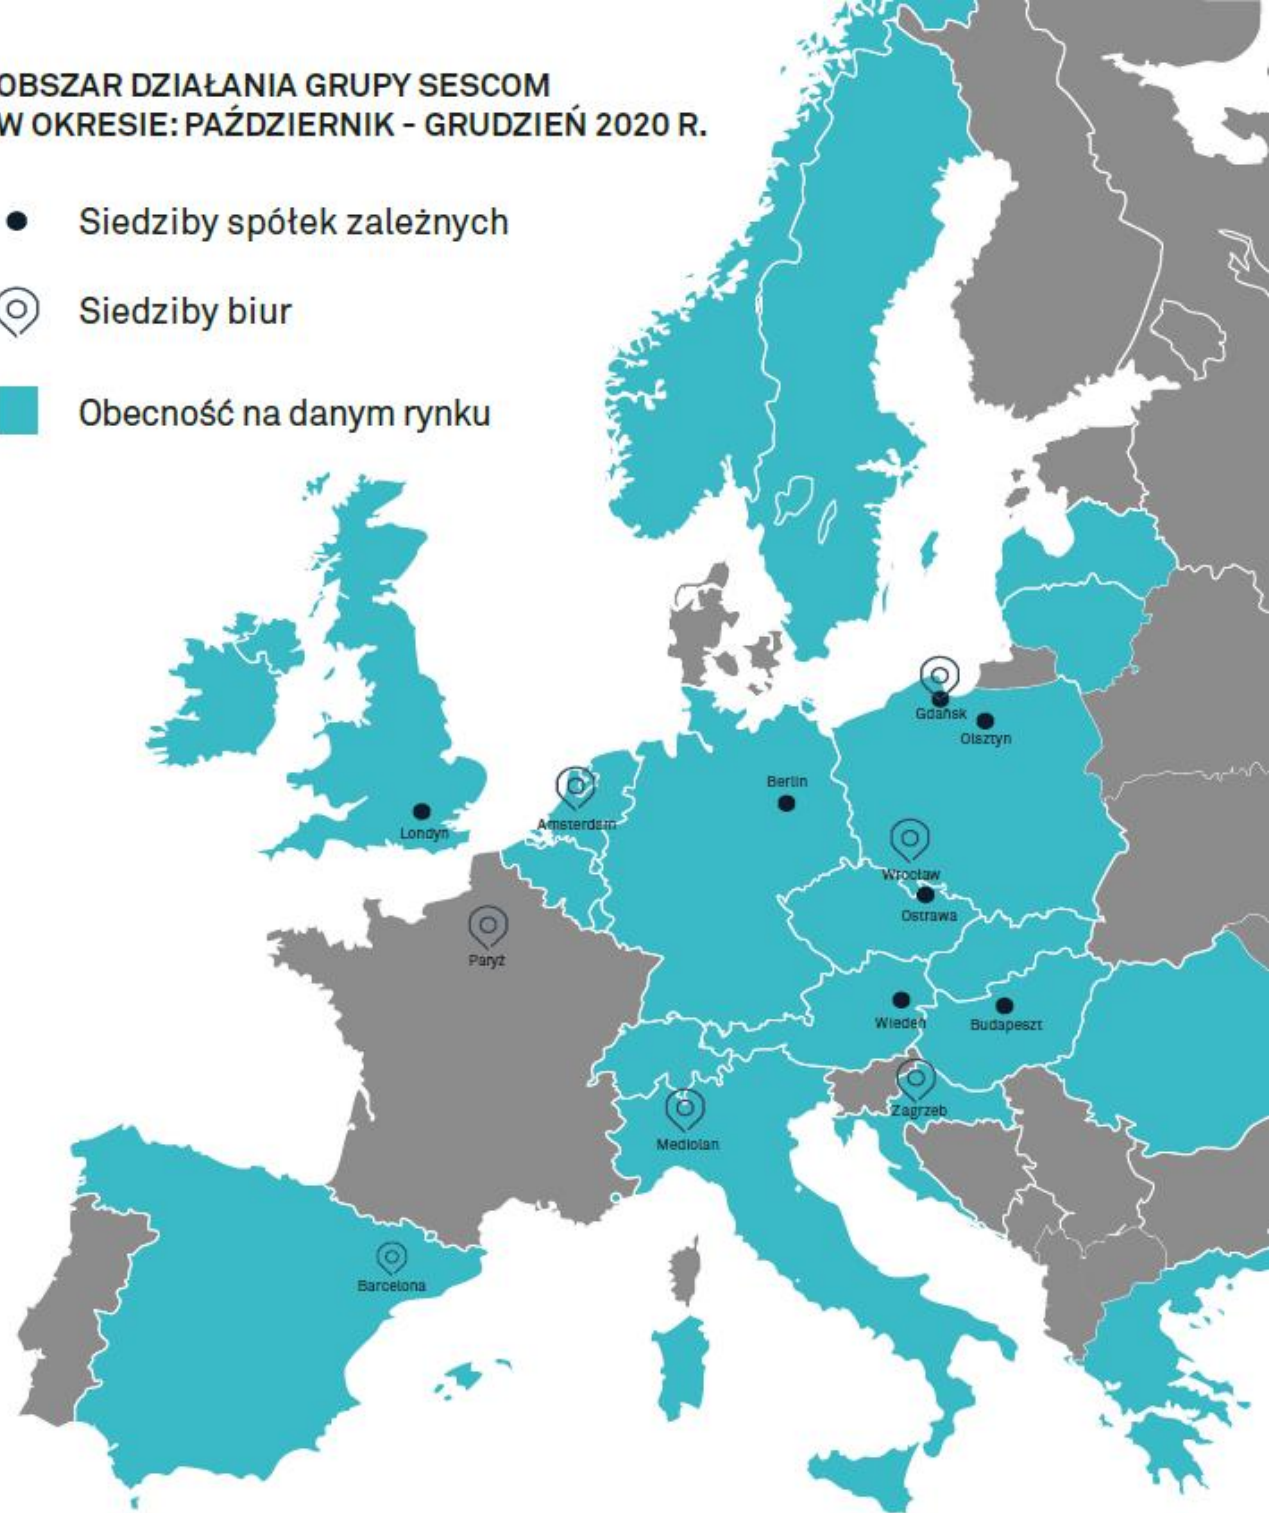 OBSZAR DZIAŁANIA GRUPY SESCOM
W OKRESIE: PAŹDZIERNIK - GRUDZIEŃ 2020 R.
Siedziby spółek zależnych
Siedziby biur
Obecność na danym rynku
Gdańsk
Olsztyn
Berlin
Amsterdam
Londyn
Wrocław
Ostrawa
Paryż
Wiedeń
Budapeszt
Zagrzeb
Mediolan
Barcelona